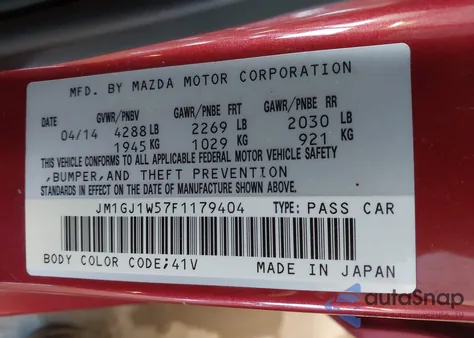 MFD. BY MAZDA MOTOR CORPORATION
DATE GVWR/PNBV GAWR/PNBE FRT GAWR/PNBE RR
04/14 4288 LB 2269 LB 2030 LB
1945 KG 1029 KG 921 KG
THIS VEHICLE CONFORMS TO ALL APPLICABLE FEDERAL MOTOR VEHICLE SAFETY
,BUMPER,AND THEFT PREVENTION
STANDARDS IN EFFECT ON THE DATE OF MANUFACTURE SHOWN ABOVE.
JM1GJ1W57F1179404 TYPE: PASS CAR
BODY COLOR CODE;41V MADE IN JAPAN
autoSnap